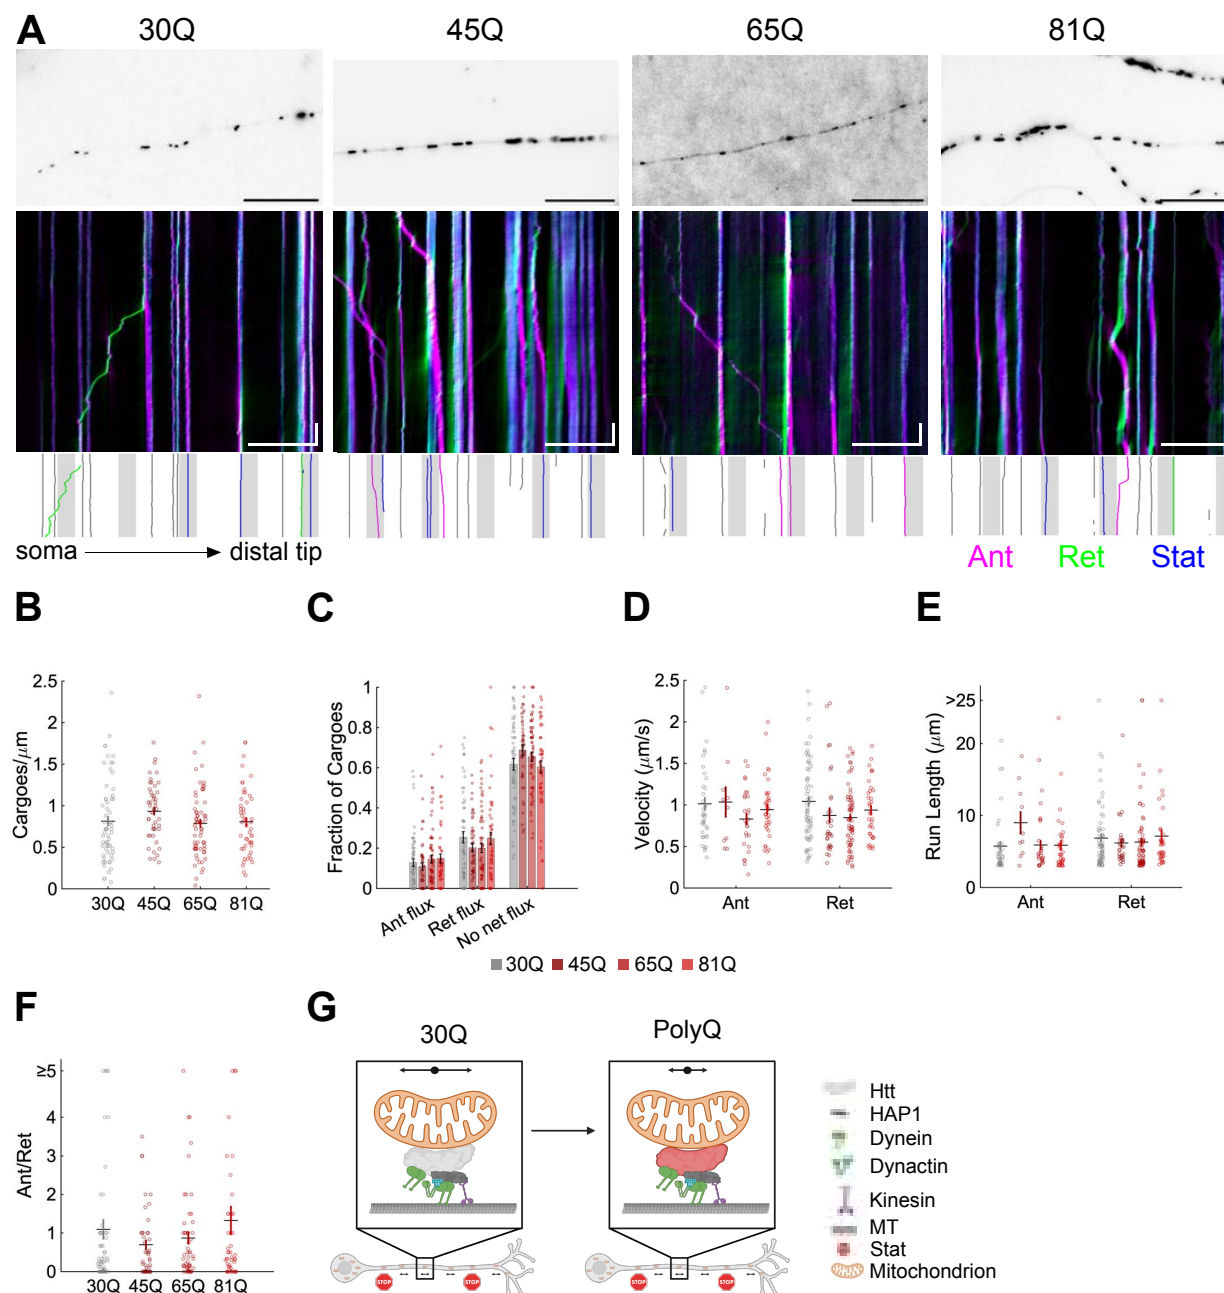 A
30Q 45Q 65Q 81Q
soma distal tip
Ant Ret Stat
B
C
D
E
Cargoes/μm
2.5
2
1.5
1
0.5
0
30Q 45Q 65Q 81Q
Fraction of Cargoes
1
0.8
0.6
0.4
0.2
0
Ant flux
Ret flux
No net flux
Velocity (μm/s)
2.5
2
1.5
1
0.5
0
Ant Ret
Run Length (μm)
>25
20
10
0
Ant Ret
30Q 45Q 65Q 81Q
F
G
Ant/Ret
≥5
4
3
2
1
0
30Q 45Q 65Q 81Q
30Q
PolyQ
STOP STOP
STOP STOP
Htt
HAP1
Dynein
Dynactin
Kinesin
MT
Stat
Mitochondrion